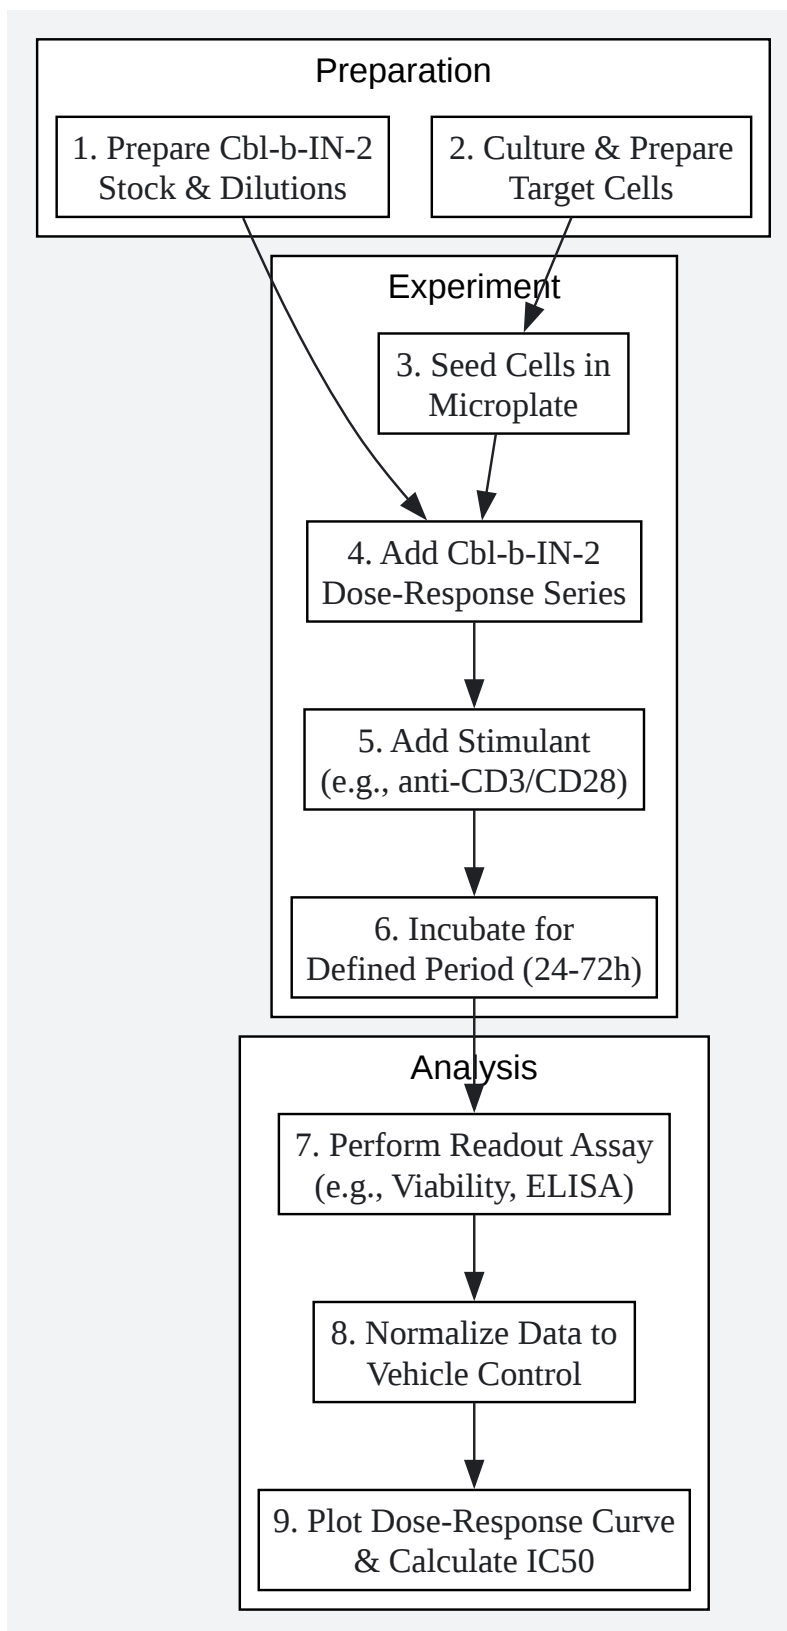 Preparation
1. Prepare Cbl-b-IN-2
Stock & Dilutions
2. Culture & Prepare
Target Cells
Experiment
3. Seed Cells in
Microplate
4. Add Cbl-b-IN-2
Dose-Response Series
5. Add Stimulant
(e.g., anti-CD3/CD28)
6. Incubate for
Defined Period (24-72h)
Analysis
7. Perform Readout Assay
(e.g., Viability, ELISA)
8. Normalize Data to
Vehicle Control
9. Plot Dose-Response Curve
& Calculate IC50